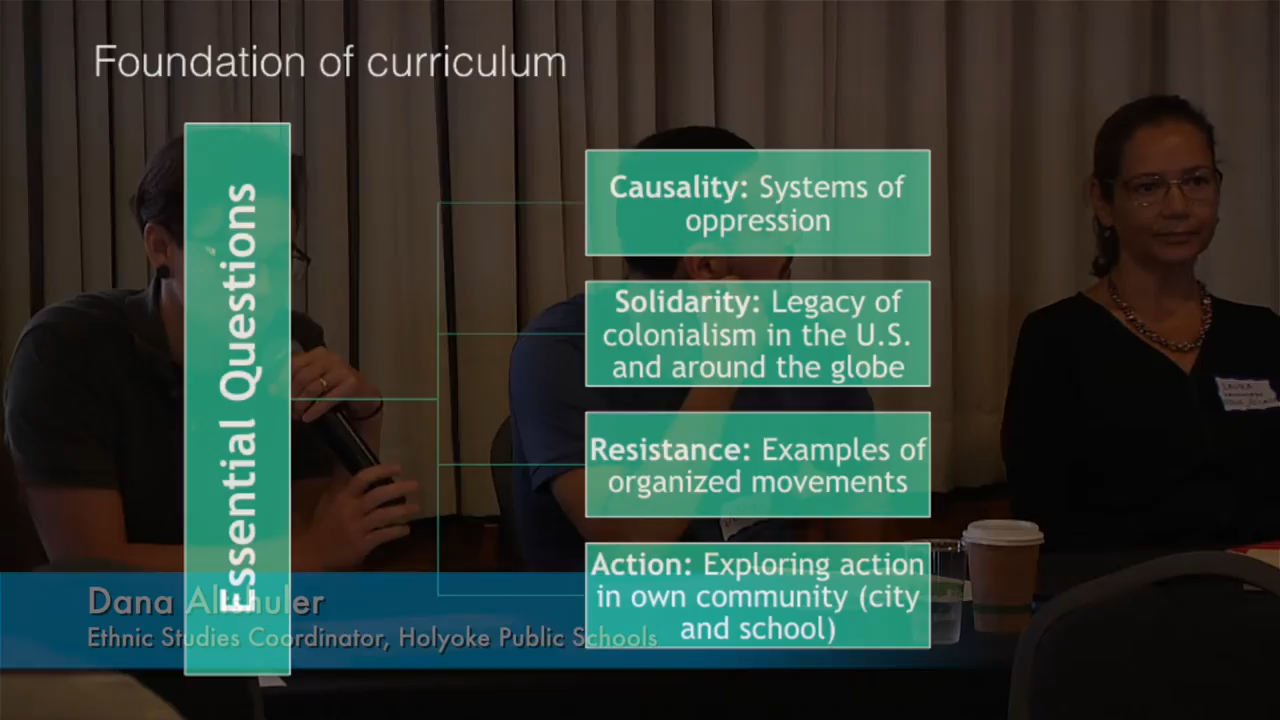 Foundation of curriculum
Essential Questions
Causality: Systems of
oppression
Solidarity: Legacy of
colonialism in the U.S.
and around the globe
Resistance: Examples of
organized movements
Action: Exploring action
in own community (city
and school)
Dana
Ethnic Studies Coordinator, Holyoke Public Schools
LAURA